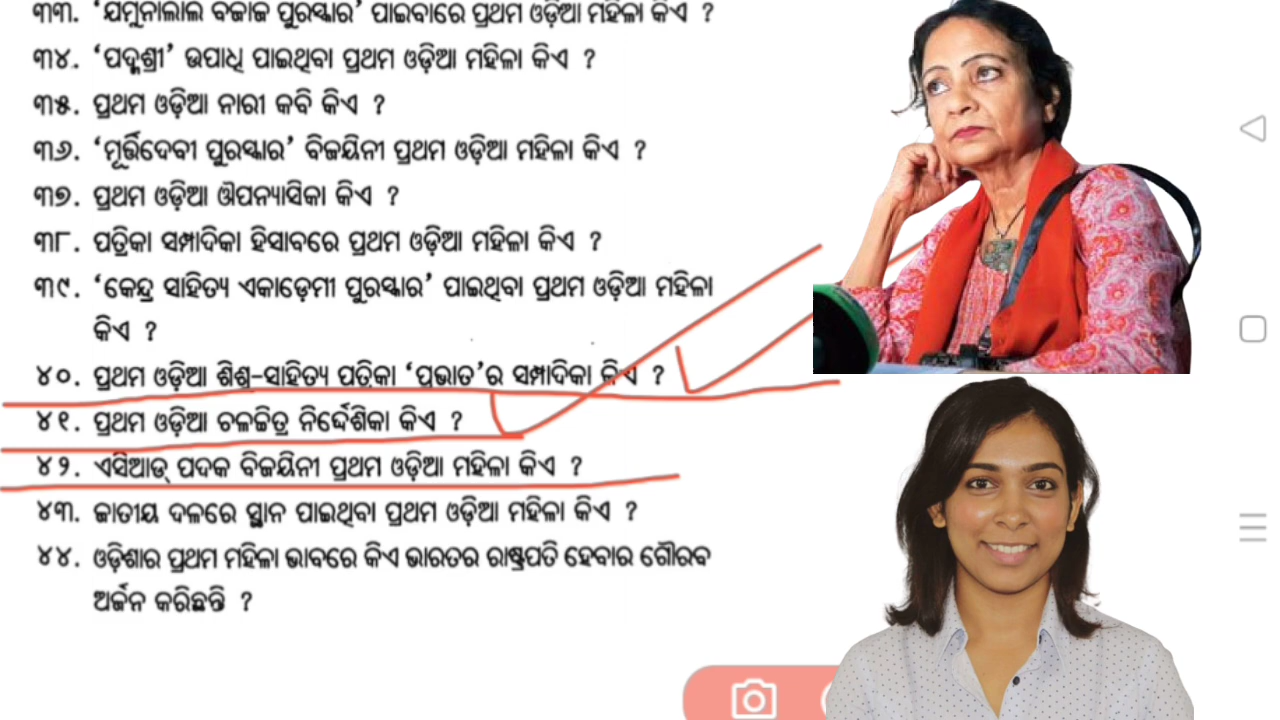 ୩୩. ‘ଯମୁନାଲାଲ ବଜାଜ ପୁରସ୍କାର’ ପାଇବାରେ ପ୍ରଥମ ଓଡ଼ିଆ ମହିଳା କିଏ ?
୩୪. ‘ପଦ୍ମଶ୍ରୀ’ ଉପାଧି ପାଇଥିବା ପ୍ରଥମ ଓଡ଼ିଆ ମହିଳା କିଏ ?
୩୫. ପ୍ରଥମ ଓଡ଼ିଆ ନାରୀ କବି କିଏ ?
୩୬. ‘ମୂର୍ତ୍ତିଦେବୀ ପୁରସ୍କାର’ ବିଜୟିନୀ ପ୍ରଥମ ଓଡ଼ିଆ ମହିଳା କିଏ ?
୩୭. ପ୍ରଥମ ଓଡ଼ିଆ ଔପନ୍ୟାସିକା କିଏ ?
୩୮. ପତ୍ରିକା ସମ୍ପାଦିକା ହିସାବରେ ପ୍ରଥମ ଓଡ଼ିଆ ମହିଳା କିଏ ?
୩୯. ‘କେନ୍ଦ୍ର ସାହିତ୍ୟ ଏକାଡ଼େମୀ ପୁରସ୍କାର’ ପାଇଥିବା ପ୍ରଥମ ଓଡ଼ିଆ ମହିଳା
କିଏ ?
୪୦. ପ୍ରଥମ ଓଡ଼ିଆ ଶିଶୁ-ସାହିତ୍ୟ ପତ୍ରିକା ‘ପ୍ରଭାତ’ର ସମ୍ପାଦିକା କିଏ ?
୪୧. ପ୍ରଥମ ଓଡ଼ିଆ ଚଳଚ୍ଚିତ୍ର ନିର୍ଦ୍ଦେଶିକା କିଏ ?
୪୨. ଏସିଆଡ୍ ପଦକ ବିଜୟିନୀ ପ୍ରଥମ ଓଡ଼ିଆ ମହିଳା କିଏ ?
୪୩. ଜାତୀୟ ଦଳରେ ସ୍ଥାନ ପାଇଥିବା ପ୍ରଥମ ଓଡ଼ିଆ ମହିଳା କିଏ ?
୪୪. ଓଡ଼ିଶାର ପ୍ରଥମ ମହିଳା ଭାବରେ କିଏ ଭାରତର ରାଷ୍ଟ୍ରପତି ହେବାର ଗୌରବ
ଅର୍ଜନ କରିଛନ୍ତି ?